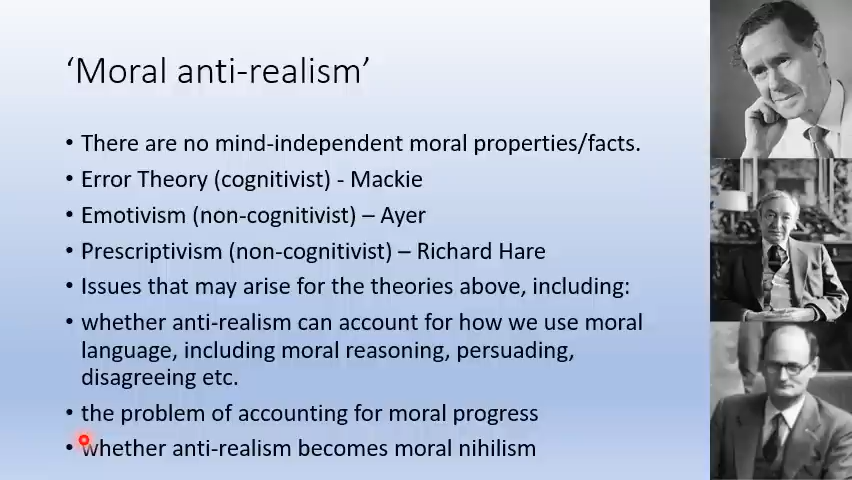 ‘Moral anti-realism’
• There are no mind-independent moral properties/facts.
• Error Theory (cognitivist) - Mackie
• Emotivism (non-cognitivist) – Ayer
• Prescriptivism (non-cognitivist) – Richard Hare
• Issues that may arise for the theories above, including:
• whether anti-realism can account for how we use moral
language, including moral reasoning, persuading,
disagreeing etc.
• the problem of accounting for moral progress
• whether anti-realism becomes moral nihilism